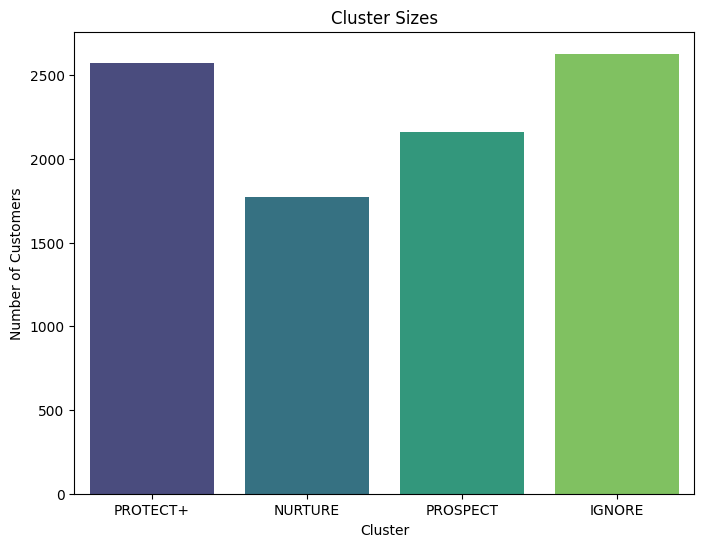 Cluster Sizes
Number of Customers
2500
2000
1500
1000
500
0
PROTECT+ NURTURE PROSPECT IGNORE
Cluster